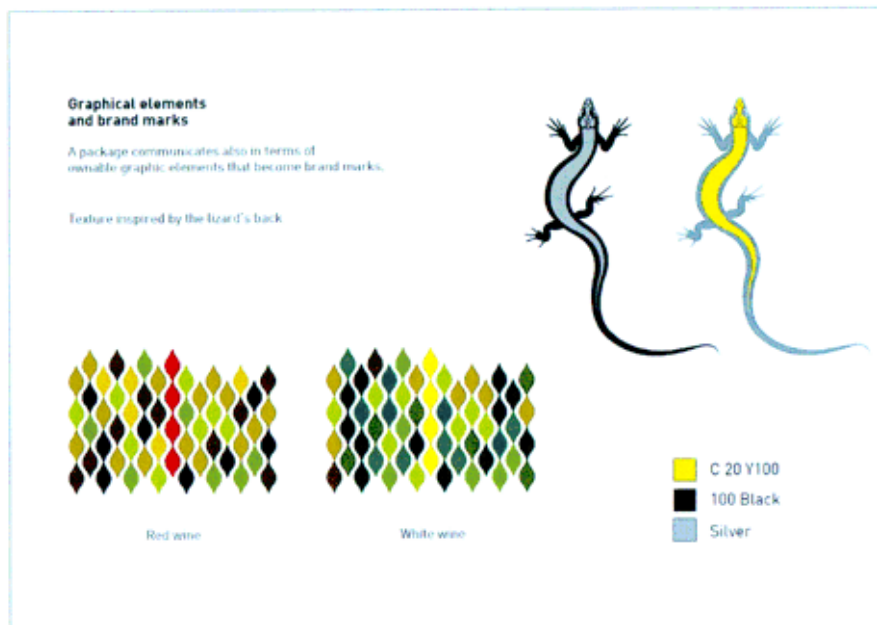 Graphical elements
and brand marks
A package communicates also in terms of
ownable graphic elements that become brand marks.
Texture inspired by the lizard's back
Red wine
White wine
C 20 Y100
100 Black
Silver